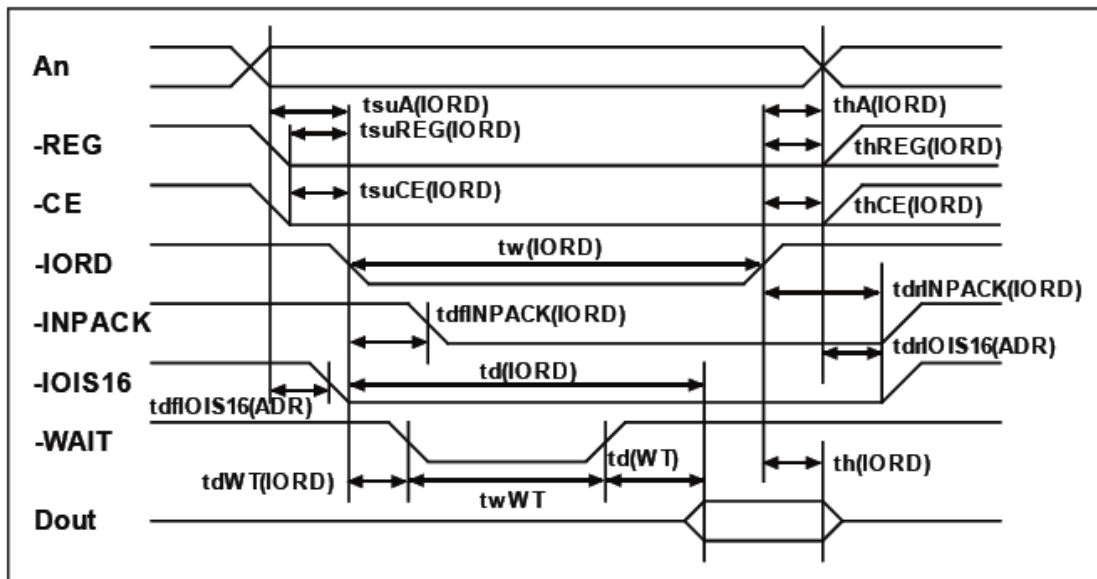 An
tsuA(IORD)
thA(IORD)
tsuREG(IORD)
-REG
thREG(IORD)
tsuCE(IORD)
-CE
thCE(IORD)
tw(IORD)
-IORD
tdrINPACK(IORD)
-INPACK
tdfINPACK(IORD)
tdrIOIS16(ADR)
-IOIS16
td(IORD)
tdfIOIS16(ADR)
-WAIT
td(WT)
th(IORD)
tdWT(IORD)
twWT
Dout